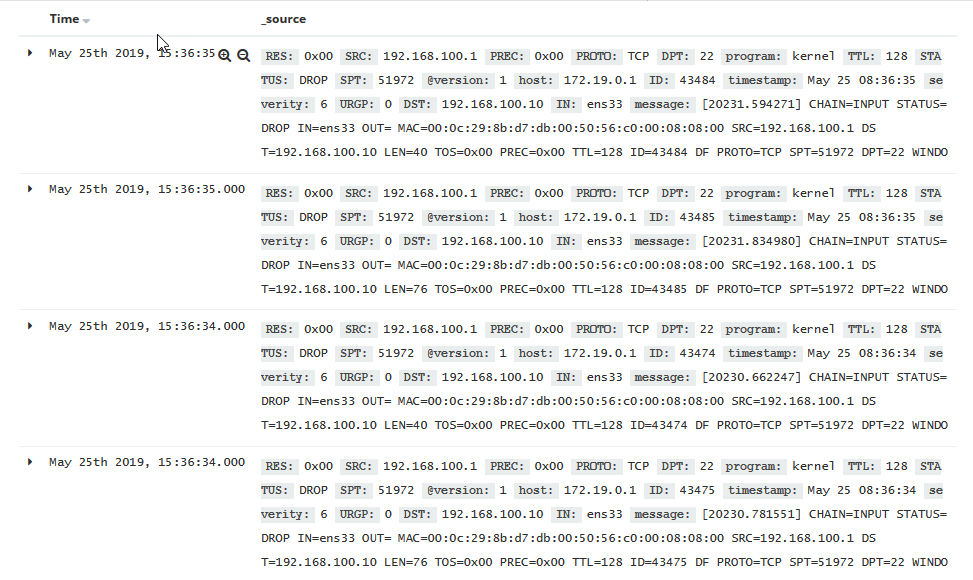 Time _source
May 25th 2019, 15:36:35 RES: 0x00 SRC: 192.168.100.1 PREC: 0x00 PROTO: TCP DPT: 22 program: kernel TTL: 128 STA
TUS: DROP SPT: 51972 @version: 1 host: 172.19.0.1 ID: 43484 timestamp: May 25 08:36:35 se
verity: 6 URGP: 0 DST: 192.168.100.10 IN: ens33 message: [20231.594271] CHAIN=INPUT STATUS=
DROP IN=ens33 OUT= MAC=00:0c:29:8b:d7:db:00:50:56:c0:00:08:08:00 SRC=192.168.100.1 DS
T=192.168.100.10 LEN=40 TOS=0x00 PREC=0x00 TTL=128 ID=43484 DF PROTO=TCP SPT=51972 DPT=22 WINDO
May 25th 2019, 15:36:35.000 RES: 0x00 SRC: 192.168.100.1 PREC: 0x00 PROTO: TCP DPT: 22 program: kernel TTL: 128 STA
TUS: DROP SPT: 51972 @version: 1 host: 172.19.0.1 ID: 43485 timestamp: May 25 08:36:35 se
verity: 6 URGP: 0 DST: 192.168.100.10 IN: ens33 message: [20231.834980] CHAIN=INPUT STATUS=
DROP IN=ens33 OUT= MAC=00:0c:29:8b:d7:db:00:50:56:c0:00:08:08:00 SRC=192.168.100.1 DS
T=192.168.100.10 LEN=76 TOS=0x00 PREC=0x00 TTL=128 ID=43485 DF PROTO=TCP SPT=51972 DPT=22 WINDO
May 25th 2019, 15:36:34.000 RES: 0x00 SRC: 192.168.100.1 PREC: 0x00 PROTO: TCP DPT: 22 program: kernel TTL: 128 STA
TUS: DROP SPT: 51972 @version: 1 host: 172.19.0.1 ID: 43474 timestamp: May 25 08:36:34 se
verity: 6 URGP: 0 DST: 192.168.100.10 IN: ens33 message: [20230.662247] CHAIN=INPUT STATUS=
DROP IN=ens33 OUT= MAC=00:0c:29:8b:d7:db:00:50:56:c0:00:08:08:00 SRC=192.168.100.1 DS
T=192.168.100.10 LEN=40 TOS=0x00 PREC=0x00 TTL=128 ID=43474 DF PROTO=TCP SPT=51972 DPT=22 WINDO
May 25th 2019, 15:36:34.000 RES: 0x00 SRC: 192.168.100.1 PREC: 0x00 PROTO: TCP DPT: 22 program: kernel TTL: 128 STA
TUS: DROP SPT: 51972 @version: 1 host: 172.19.0.1 ID: 43475 timestamp: May 25 08:36:34 se
verity: 6 URGP: 0 DST: 192.168.100.10 IN: ens33 message: [20230.781551] CHAIN=INPUT STATUS=
DROP IN=ens33 OUT= MAC=00:0c:29:8b:d7:db:00:50:56:c0:00:08:08:00 SRC=192.168.100.1 DS
T=192.168.100.10 LEN=76 TOS=0x00 PREC=0x00 TTL=128 ID=43475 DF PROTO=TCP SPT=51972 DPT=22 WINDO